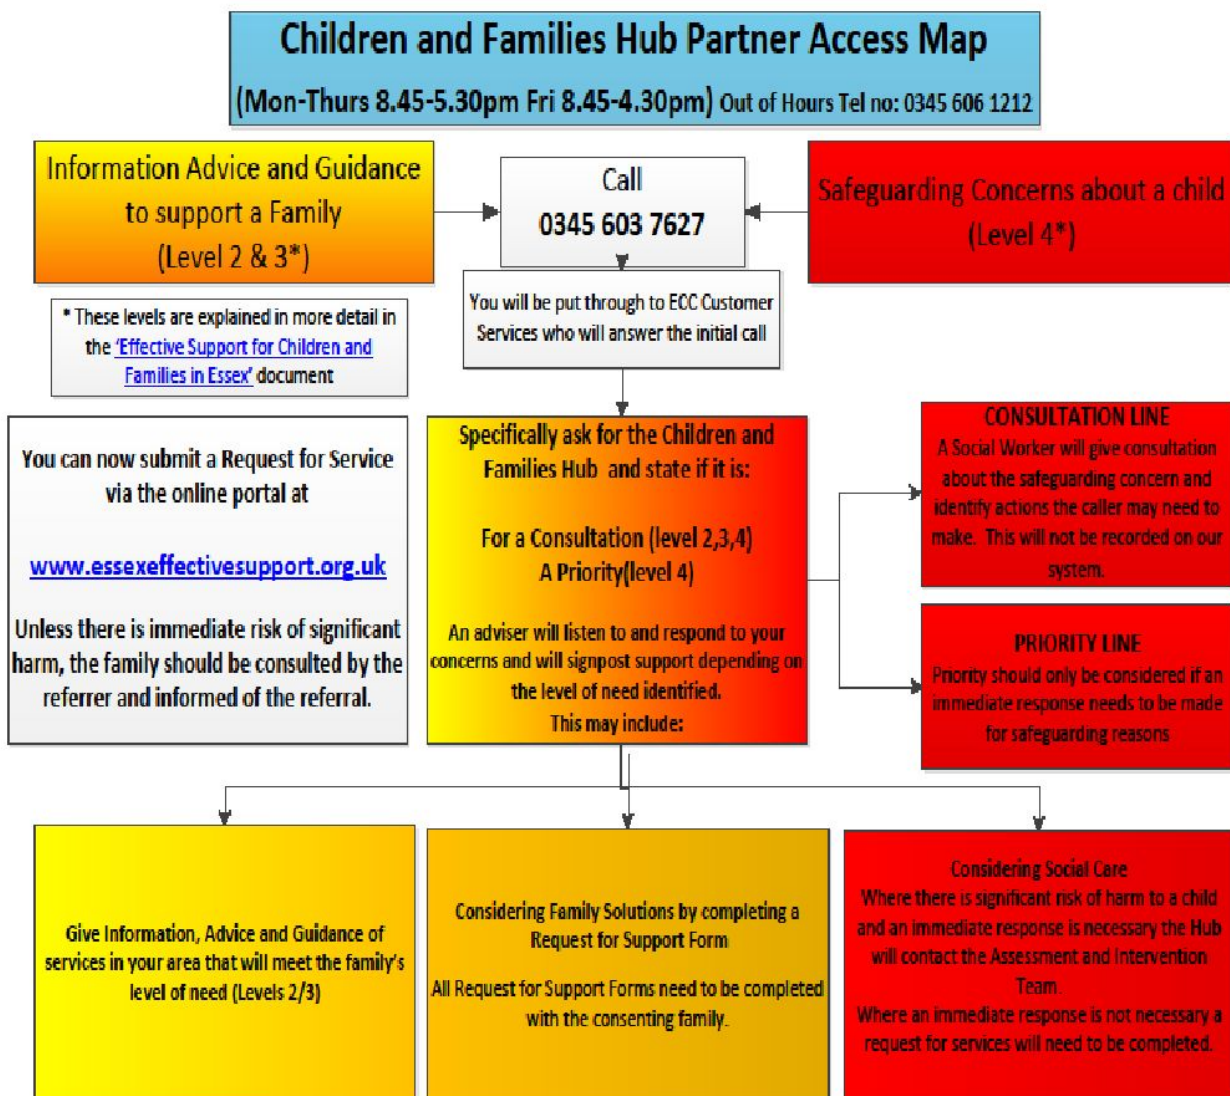 Children and Families Hub Partner Access Map
(Mon-Thurs 8.45-5.30pm Fri 8.45-4.30pm) Out of Hours Tel no: 0345 606 1212
Information Advice and Guidance
to support a Family
(Level 2 & 3*)
Call
0345 603 7627
Safeguarding Concerns about a child
(Level 4*)
* These levels are explained in more detail in
the 'Effective Support for Children and
Families in Essex' document
You will be put through to ECC Customer
Services who will answer the initial call
You can now submit a Request for Service
via the online portal at
www.essexeffectivesupport.org.uk
Unless there is immediate risk of significant
harm, the family should be consulted by the
referrer and informed of the referral.
Specifically ask for the Children and
Families Hub and state if it is:
For a Consultation (level 2,3,4)
A Priority(level 4)
An adviser will listen to and respond to your
concerns and will signpost support depending on
the level of need identified.
This may include:
CONSULTATION LINE
A Social Worker will give consultation
about the safeguarding concern and
identify actions the caller may need to
make. This will not be recorded on our
system.
PRIORITY LINE
Priority should only be considered if an
immediate response needs to be made
for safeguarding reasons
Give Information, Advice and Guidance of
services in your area that will meet the family's
level of need (Levels 2/3)
Considering Family Solutions by completing a
Request for Support Form
All Request for Support Forms need to be completed
with the consenting family.
Considering Social Care
Where there is significant risk of harm to a child
and an immediate response is necessary the Hub
will contact the Assessment and Intervention
Team.
Where an immediate response is not necessary a
request for services will need to be completed.